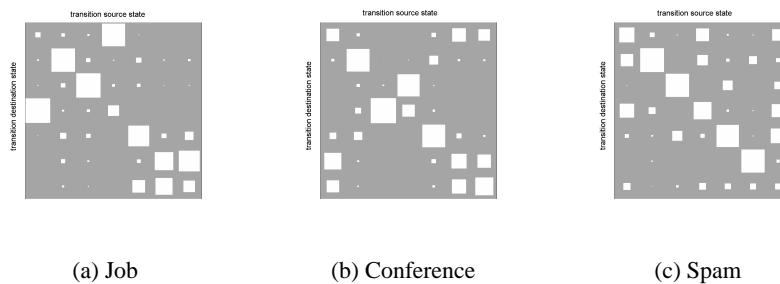 transition source state
transition source state
transition source state
transition destination state
transition destination state
transition destination state
(a) Job
(b) Conference
(c) Spam